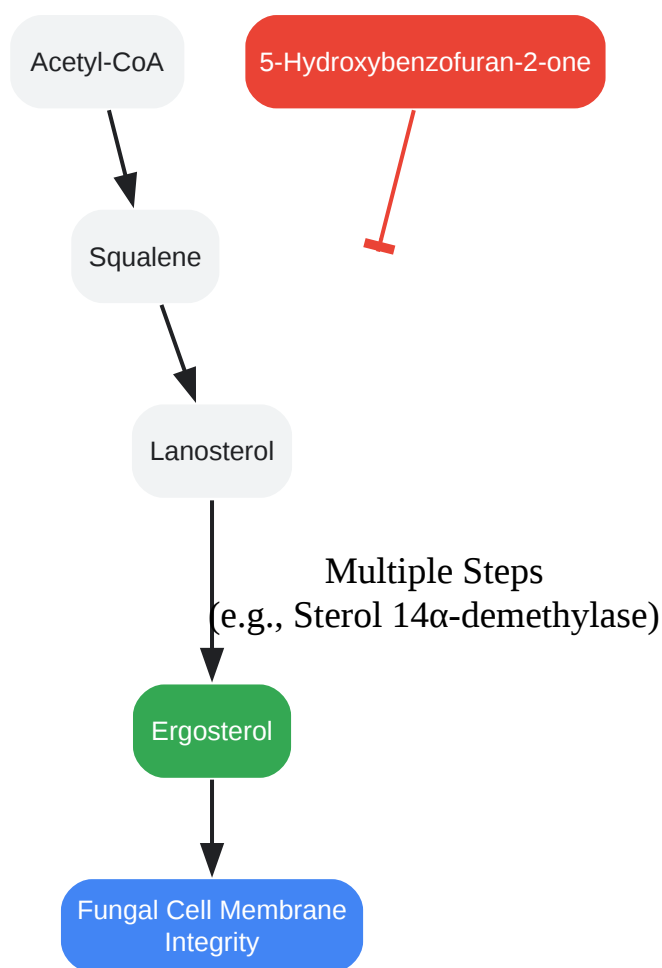 Acetyl-CoA
5-Hydroxybenzofuran-2-one
Squalene
Lanosterol
Multiple Steps
(e.g., Sterol 14α-demethylase)
Ergosterol
Fungal Cell Membrane
Integrity